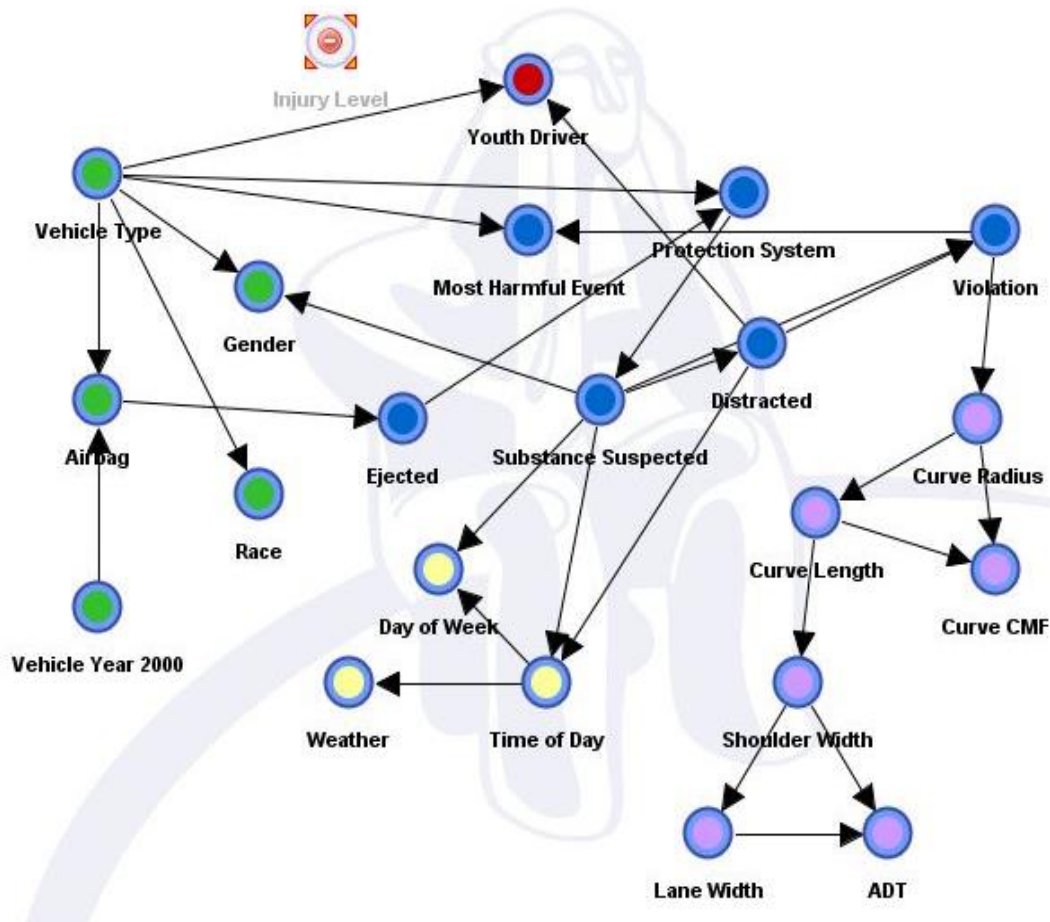 Injury Level
Youth Driver
Vehicle Type
Protection System
Most Harmful Event
Violation
Gender
Distracted
Airbag
Ejected
Substance Suspected
Curve Radius
Race
Curve Length
Day of Week
Curve CMF
Vehicle Year 2000
Weather
Time of Day
Shoulder Width
Lane Width
ADT